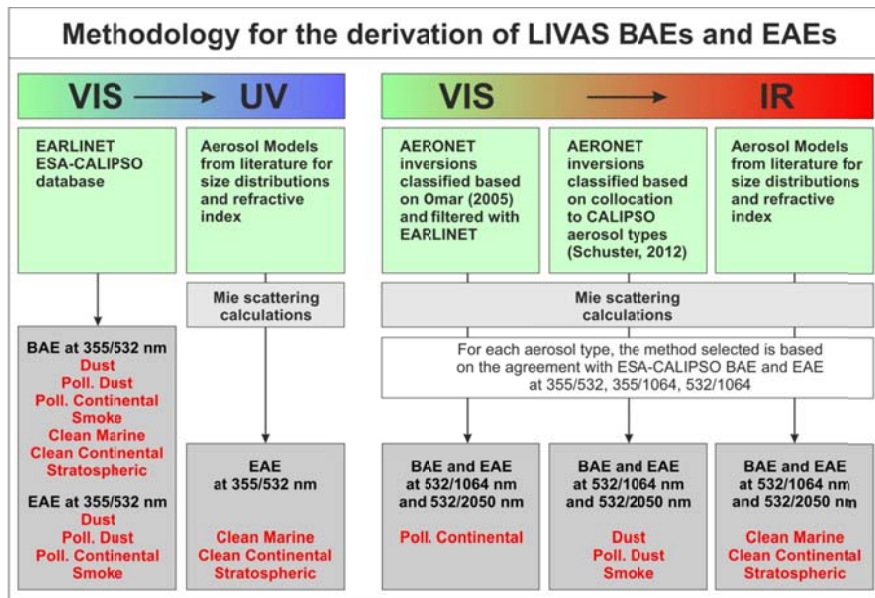 Methodology for the derivation of LIVAS BAEs and EAEs
VIS
UV
EARLINET
ESA-CALIPSO
database
Aerosol Models
from literature for
size distributions
and refractive
index
Mie scattering
calculations
BAE at 355/532 nm
Dust
Poll. Dust
Poll. Continental
Smoke
Clean Marine
Clean Continental
Stratospheric
EAE at 355/532 nm
Dust
Poll. Dust
Poll. Continental
Smoke
EAE
at 355/532 nm
Clean Marine
Clean Continental
Stratospheric
VIS
IR
AERONET
inversions
classified based
on Omar (2005)
and filtered with
EARLINET
AERONET
inversions
classified based
on collocation
to CALIPSO
aerosol types
(Schuster, 2012)
Aerosol Models
from literature for
size distributions
and refractive
index
Mie scattering
calculations
For each aerosol type, the method selected is based
on the agreement with ESA-CALIPSO BAE and EAE
at 355/532, 355/1064, 532/1064
BAE and EAE
at 532/1064 nm
and 532/2050 nm
Poll. Continental
BAE and EAE
at 532/1064 nm
and 532/2050 nm
Dust
Poll. Dust
Smoke
BAE and EAE
at 532/1064 nm
and 532/2050 nm
Clean Marine
Clean Continental
Stratospheric